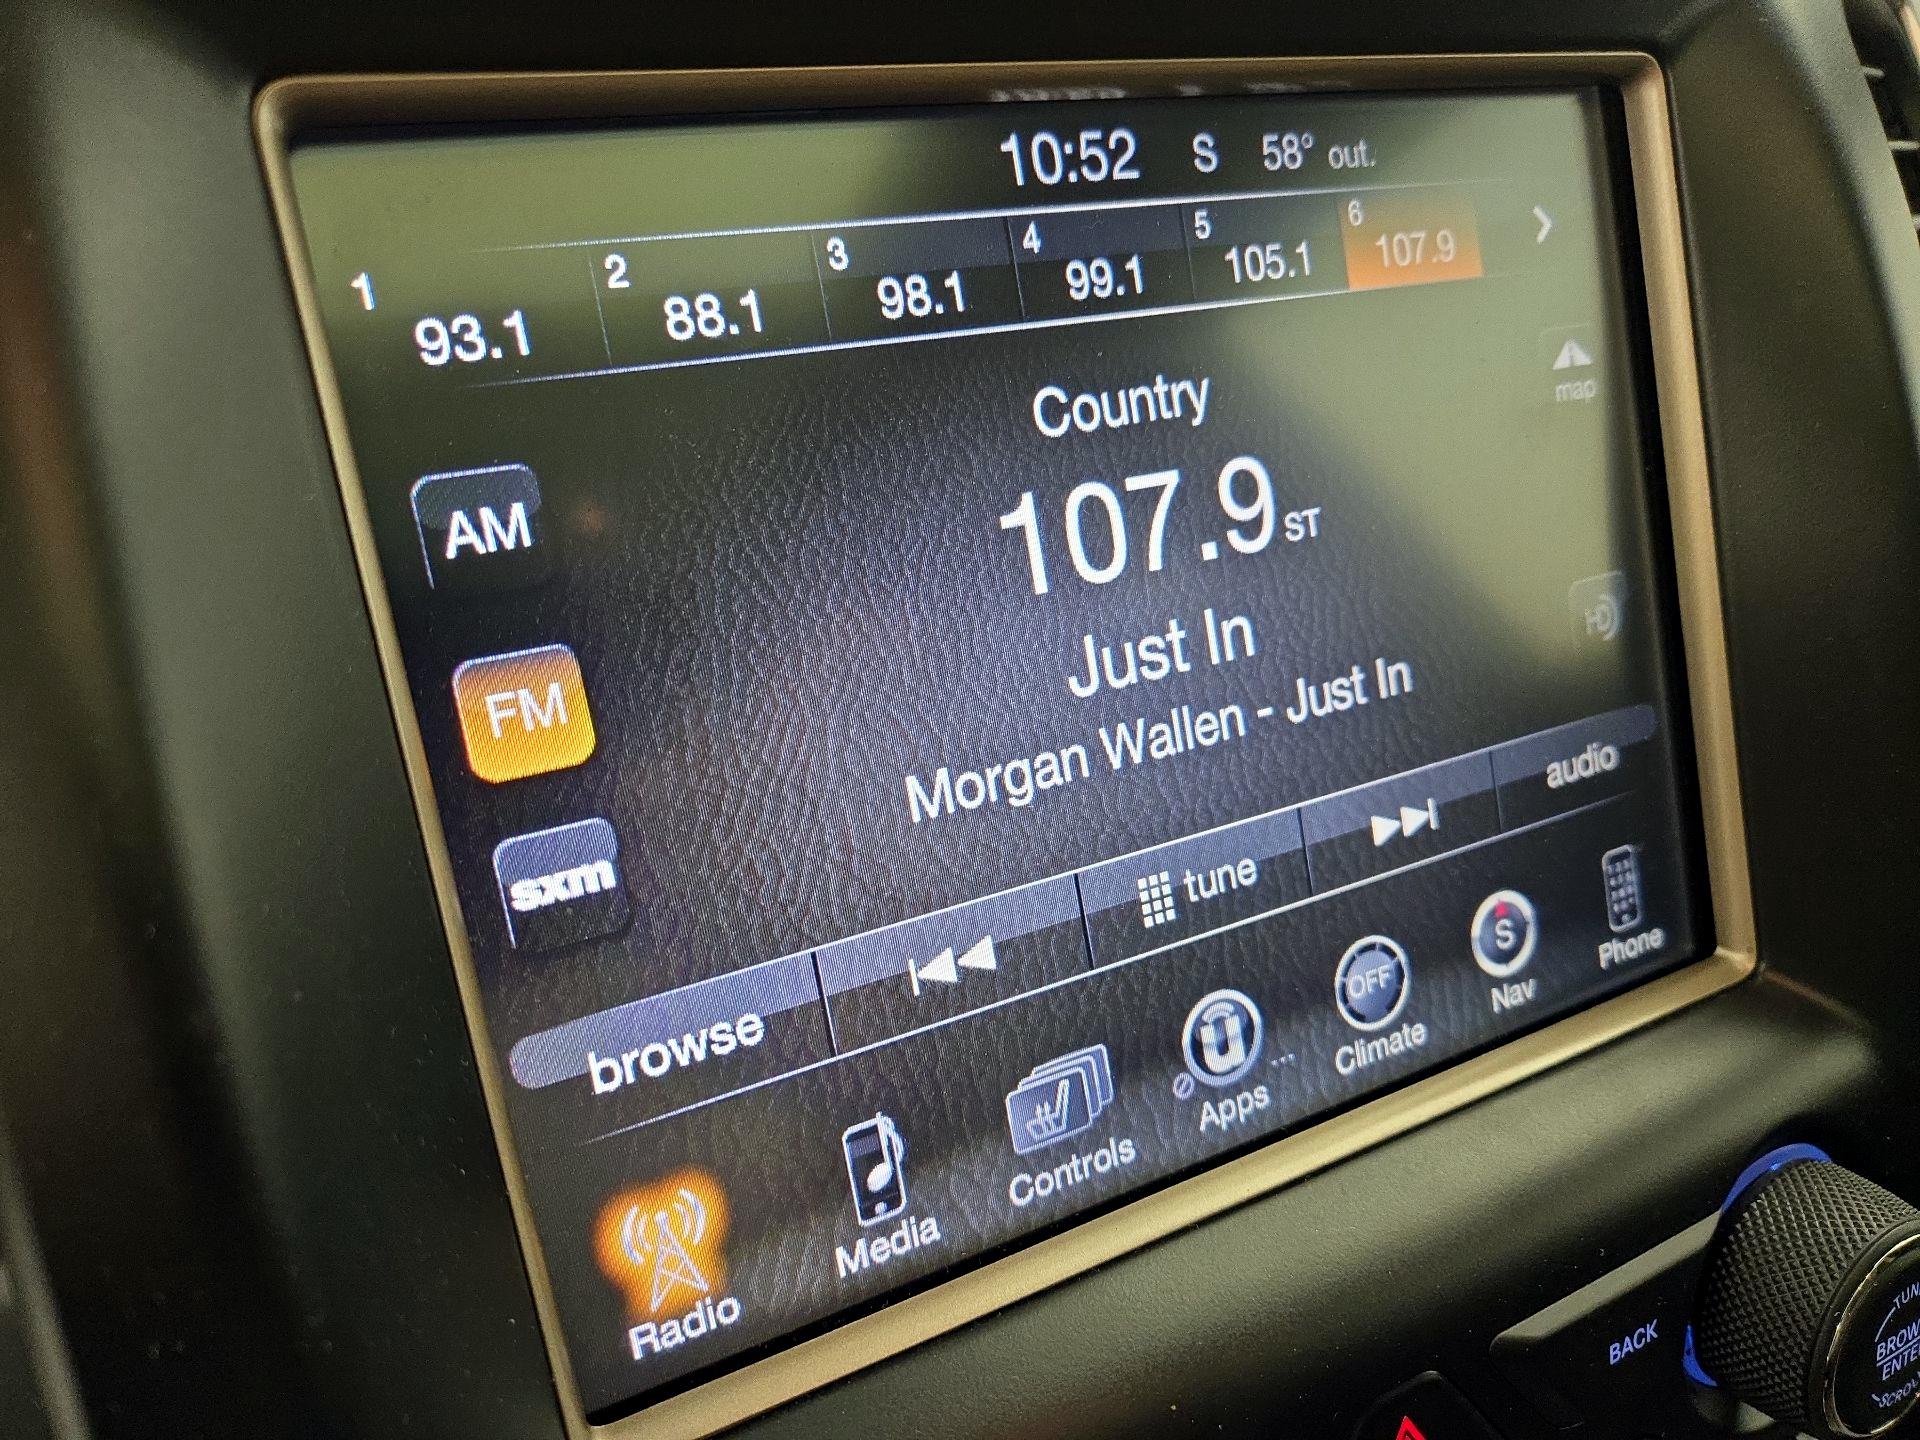 10:52 S 58° out.
1 2 3 4 5 6
93.1 88.1 98.1 99.1 105.1 107.9
map
Country
AM
107.9 ST
HD
Just In
FM
Morgan Wallen - Just In
sxm
browse tune audio
Radio Media Controls Apps Climate Nav Phone
OFF
S
BACK